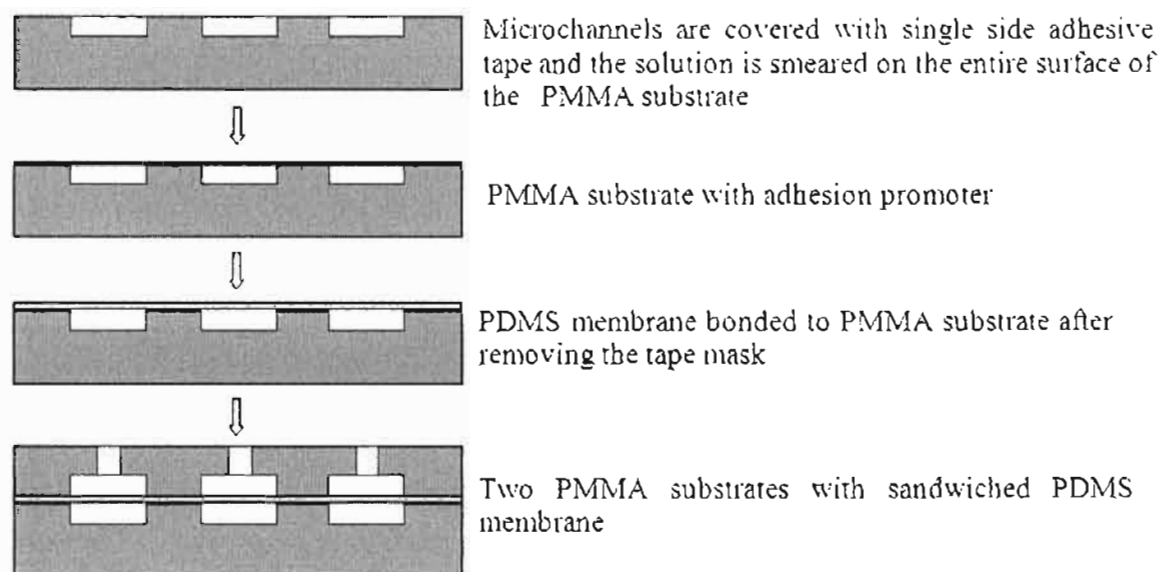 Microchannels are covered with single side adhesive
tape and the solution is smeared on the entire surface of
the PMMA substrate
PMMA substrate with adhesion promoter
PDMS membrane bonded to PMMA substrate after
removing the tape mask
Two PMMA substrates with sandwiched PDMS
membrane